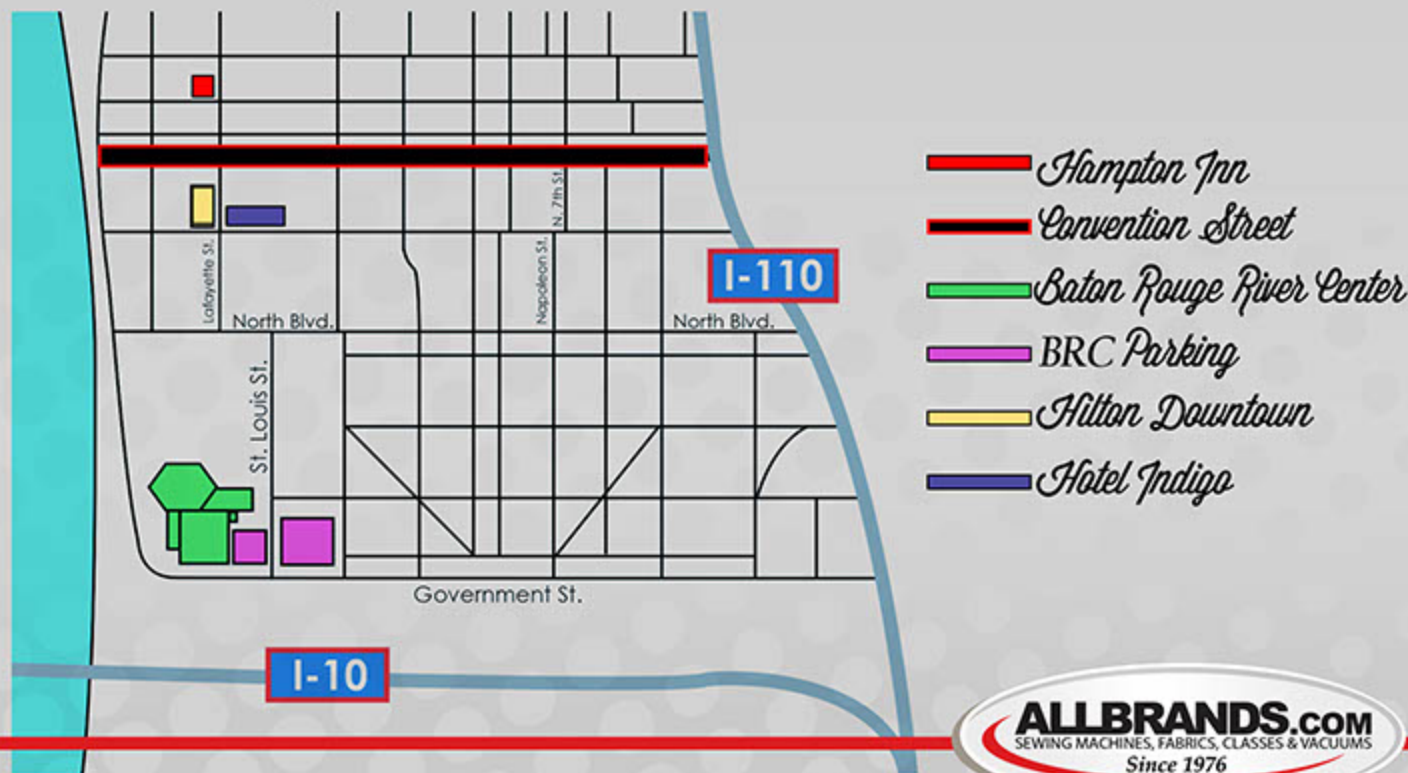 Hampton Inn
Convention Street
Baton Rouge River Center
BRC Parking
Hilton Downtown
Hotel Indigo
N. 7th St.
I-110
Lafayette St.
Napoleon St.
North Blvd.
North Blvd.
St. Louis St.
Government St.
I-10
ALLBRANDS.COM
SEWING MACHINES, FABRICS, CLASSES & VACUUMS
Since 1976